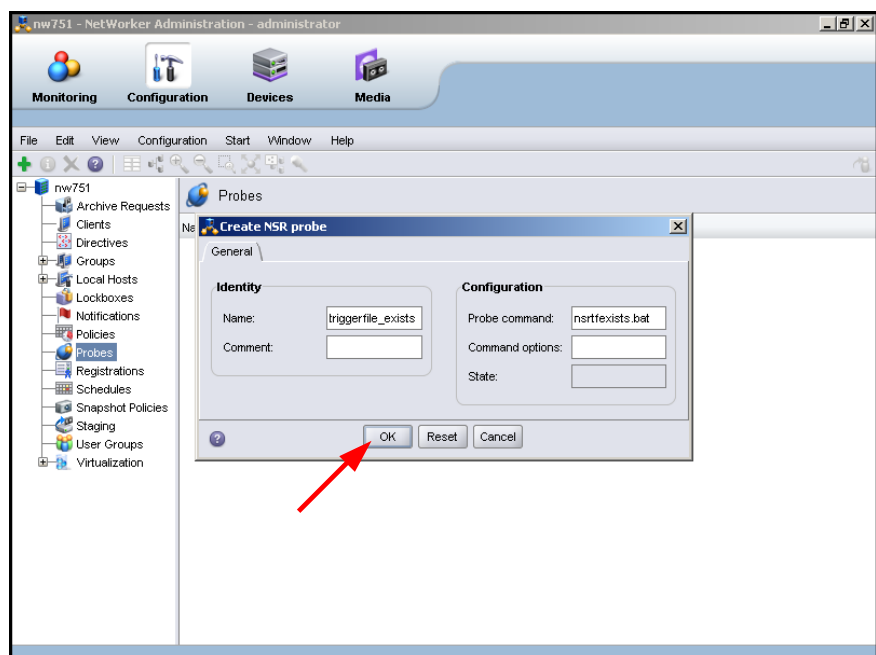 nw751 - NetWorker Administration - administrator
Monitoring Configuration Devices Media
File Edit View Configuration Start Window Help
nw751
Archive Requests
Clients
Directives
Groups
Local Hosts
Lockboxes
Notifications
Policies
Probes
Registrations
Schedules
Snapshot Policies
Staging
User Groups
Virtualization
Probes
Na
Create NSR probe
General
Identity
Name: triggerfile_exists
Comment:
Configuration
Probe command: nsrtfexists.bat
Command options:
State:
OK Reset Cancel